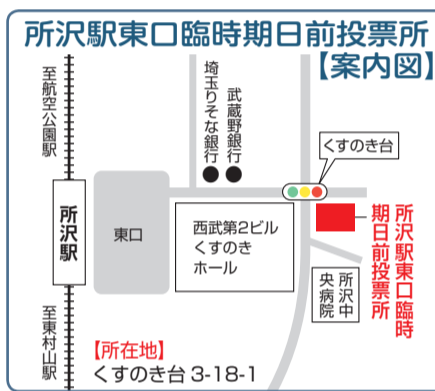 所沢駅東口臨時期日前投票所
【案内図】
至航空公園駅
埼玉りそな銀行
武蔵野銀行
くすのき台
所沢駅
東口
西武第2ビル
くすのき
ホール
所沢駅東口臨時
期日前投票所
所沢中
央病院
至東村山駅
【所在地】
くすのき台 3-18-1